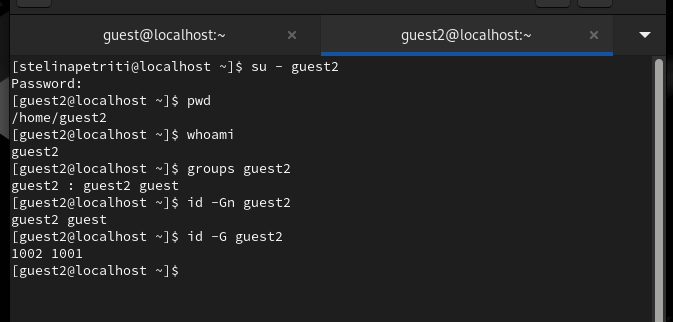 guest@localhost:~ × guest2@localhost:~ ×
[stelinapetriti@localhost ~]$ su - guest2
Password:
[guest2@localhost ~]$ pwd
/home/guest2
[guest2@localhost ~]$ whoami
guest2
[guest2@localhost ~]$ groups guest2
guest2 : guest2 guest
[guest2@localhost ~]$ id -Gn guest2
guest2 guest
[guest2@localhost ~]$ id -G guest2
1002 1001
[guest2@localhost ~]$